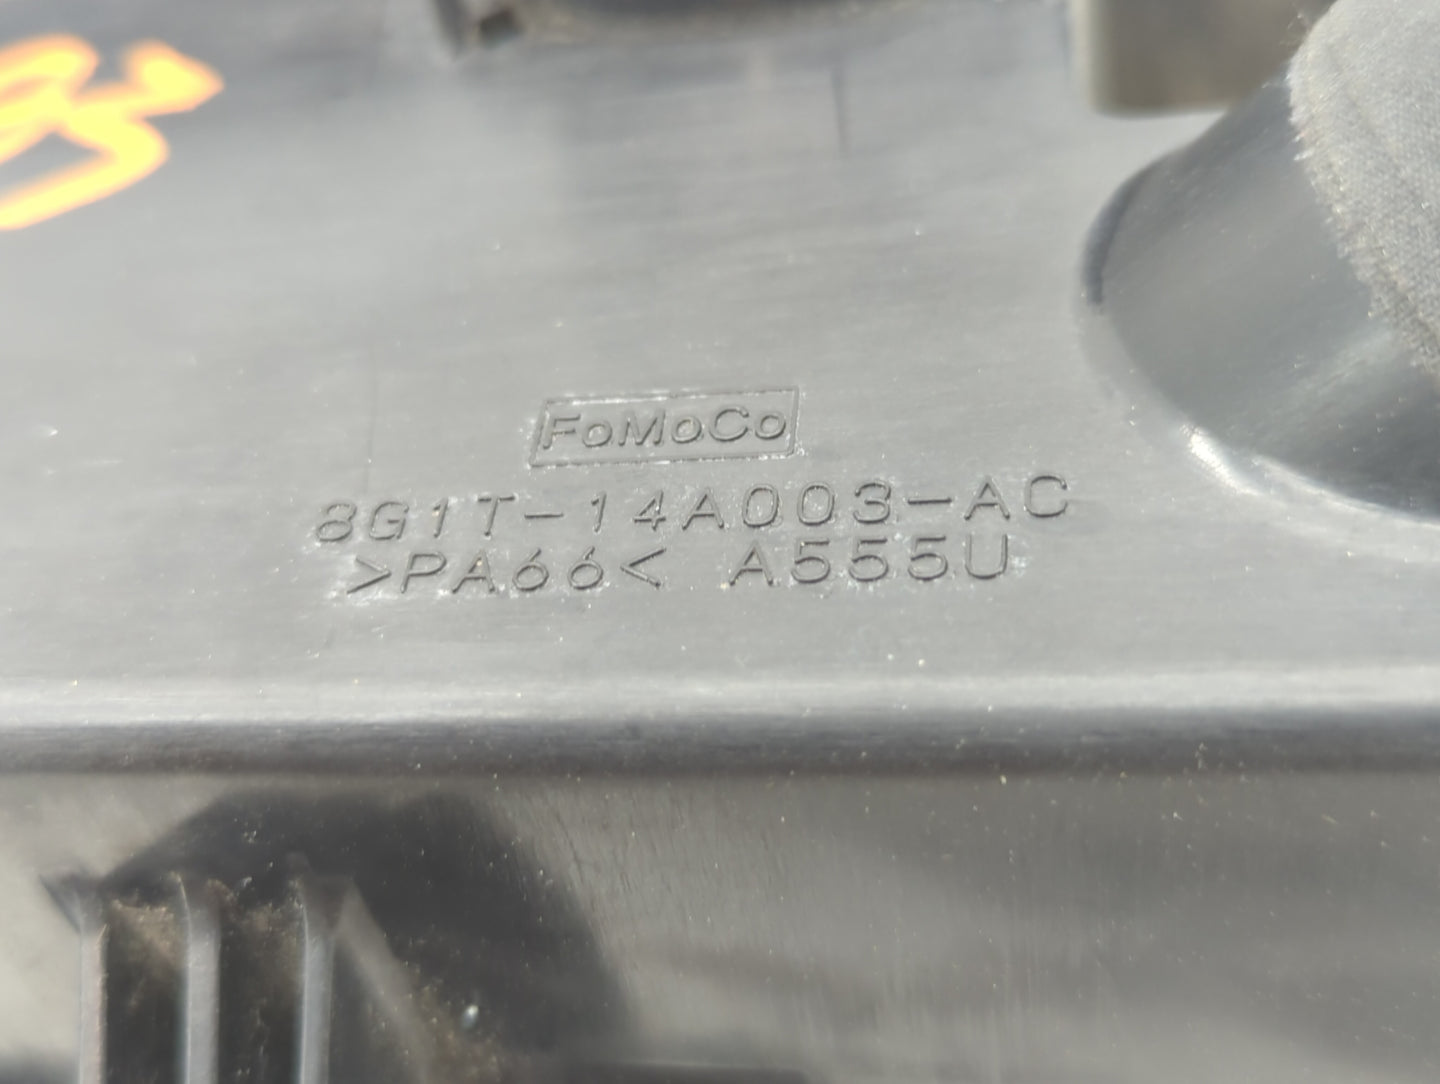 FoMoCo
8G1T-14A003-AC
>PA66< A555U